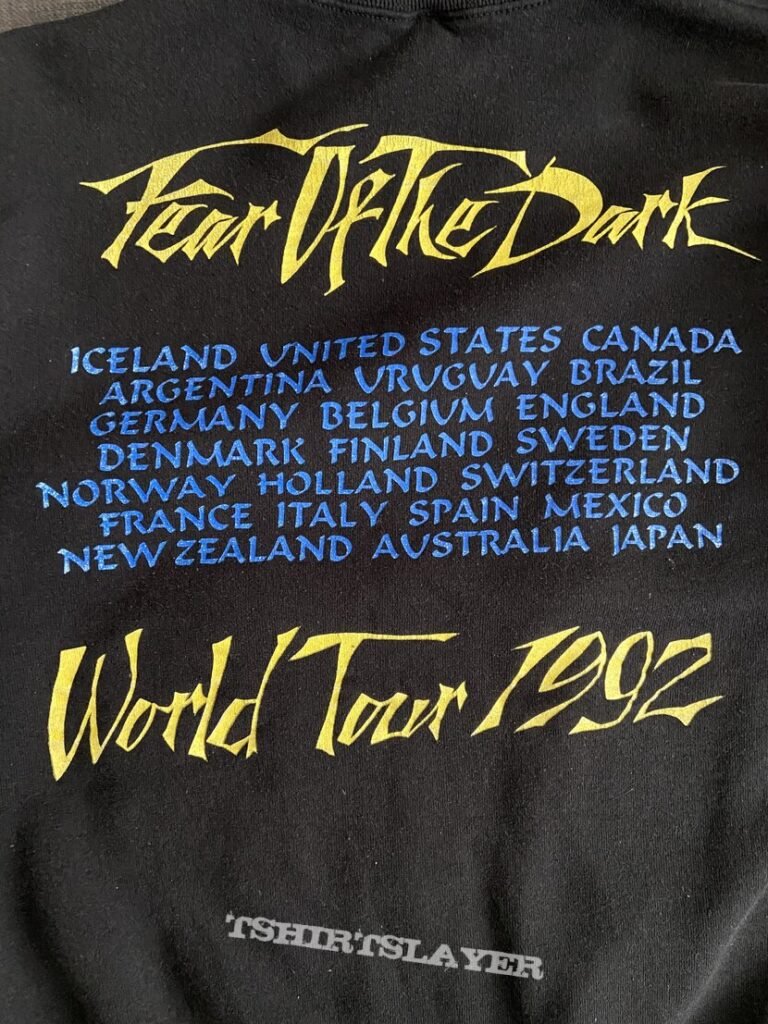 Fear Of The Dark
ICELAND UNITED STATES CANADA
ARGENTINA URUGUAY BRAZIL
GERMANY BELGIUM ENGLAND
DENMARK FINLAND SWEDEN
NORWAY HOLLAND SWITZERLAND
FRANCE ITALY SPAIN MEXICO
NEW ZEALAND AUSTRALIA JAPAN
World Tour 1992
TSHIRTSLAYER